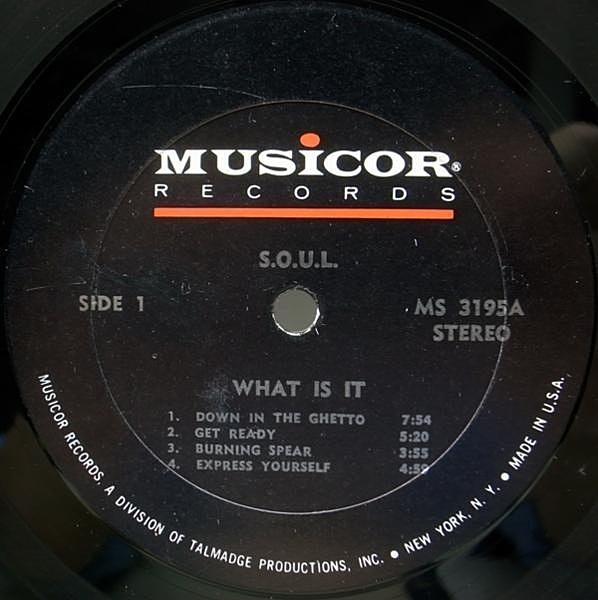 MUSICOR®
RECORDS
S.O.U.L.
SIDE 1
MS 3195A
STEREO
WHAT IS IT
1. DOWN IN THE GHETTO 7:54
2. GET READY 5:20
3. BURNING SPEAR 3:55
4. EXPRESS YOURSELF 4:59
MUSICOR RECORDS, A DIVISION OF TALMADGE PRODUCTIONS, INC. ● NEW YORK, N. Y. ● MADE IN U.S.A.